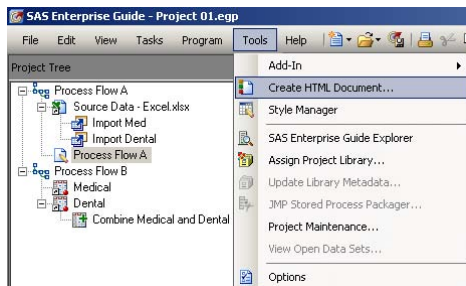 SAS Enterprise Guide - Project 01.egp
File Edit View Tasks Program Tools Help
Project Tree
Process Flow A
Source Data - Excel.xlsx
Import Med
Import Dental
Process Flow A
Process Flow B
Medical
Dental
Combine Medical and Dental
Add-In
Create HTML Document...
Style Manager
SAS Enterprise Guide Explorer
Assign Project Library...
Update Library Metadata...
JMP Stored Process Packager...
Project Maintenance...
View Open Data Sets...
Options